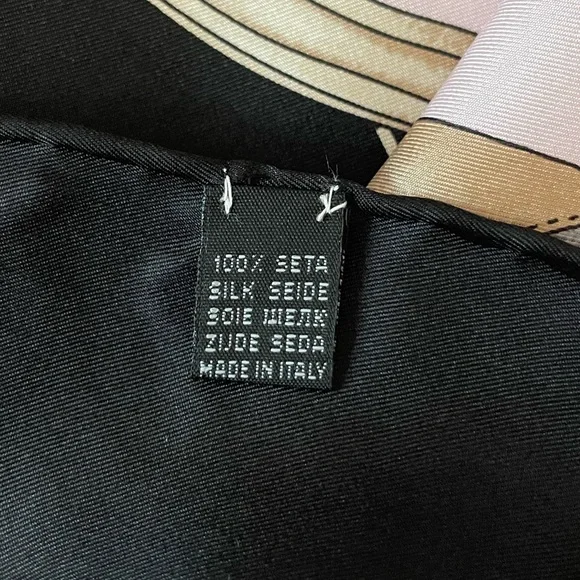 100% SETA
SILK SEIDE
SOIE ШЕЛК
ZIJDE SEDA
MADE IN ITALY